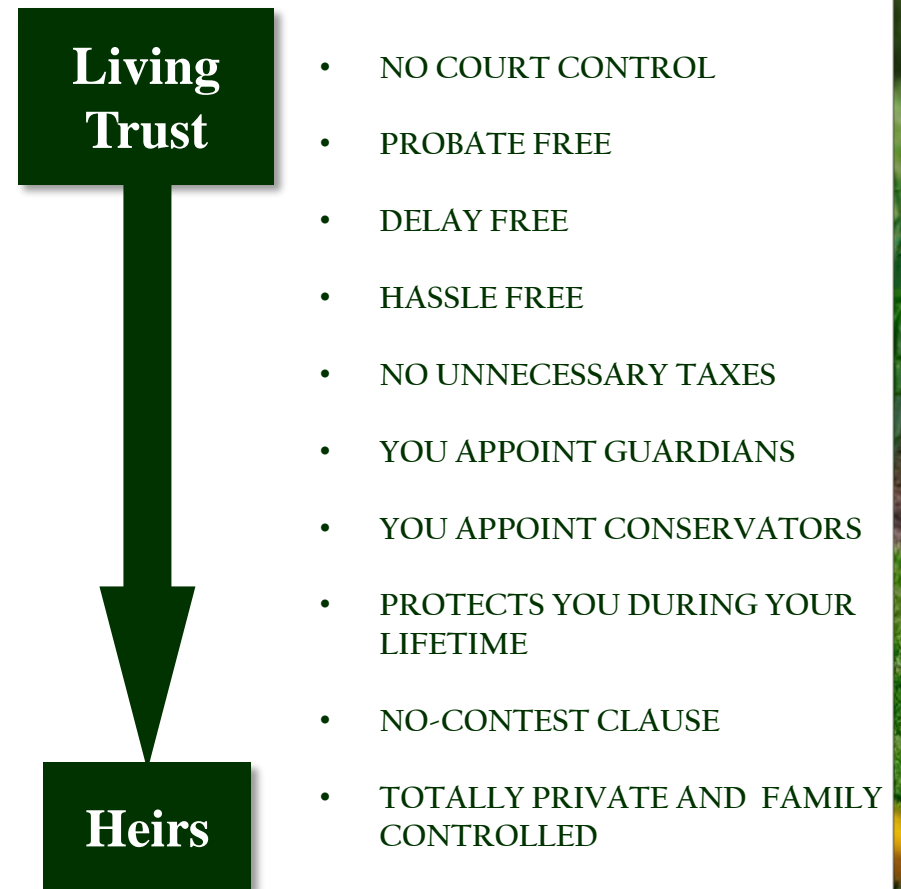 Living
Trust
• NO COURT CONTROL
• PROBATE FREE
• DELAY FREE
• HASSLE FREE
• NO UNNECESSARY TAXES
• YOU APPOINT GUARDIANS
• YOU APPOINT CONSERVATORS
• PROTECTS YOU DURING YOUR
LIFETIME
• NO-CONTEST CLAUSE
• TOTALLY PRIVATE AND FAMILY
CONTROLLED
Heirs